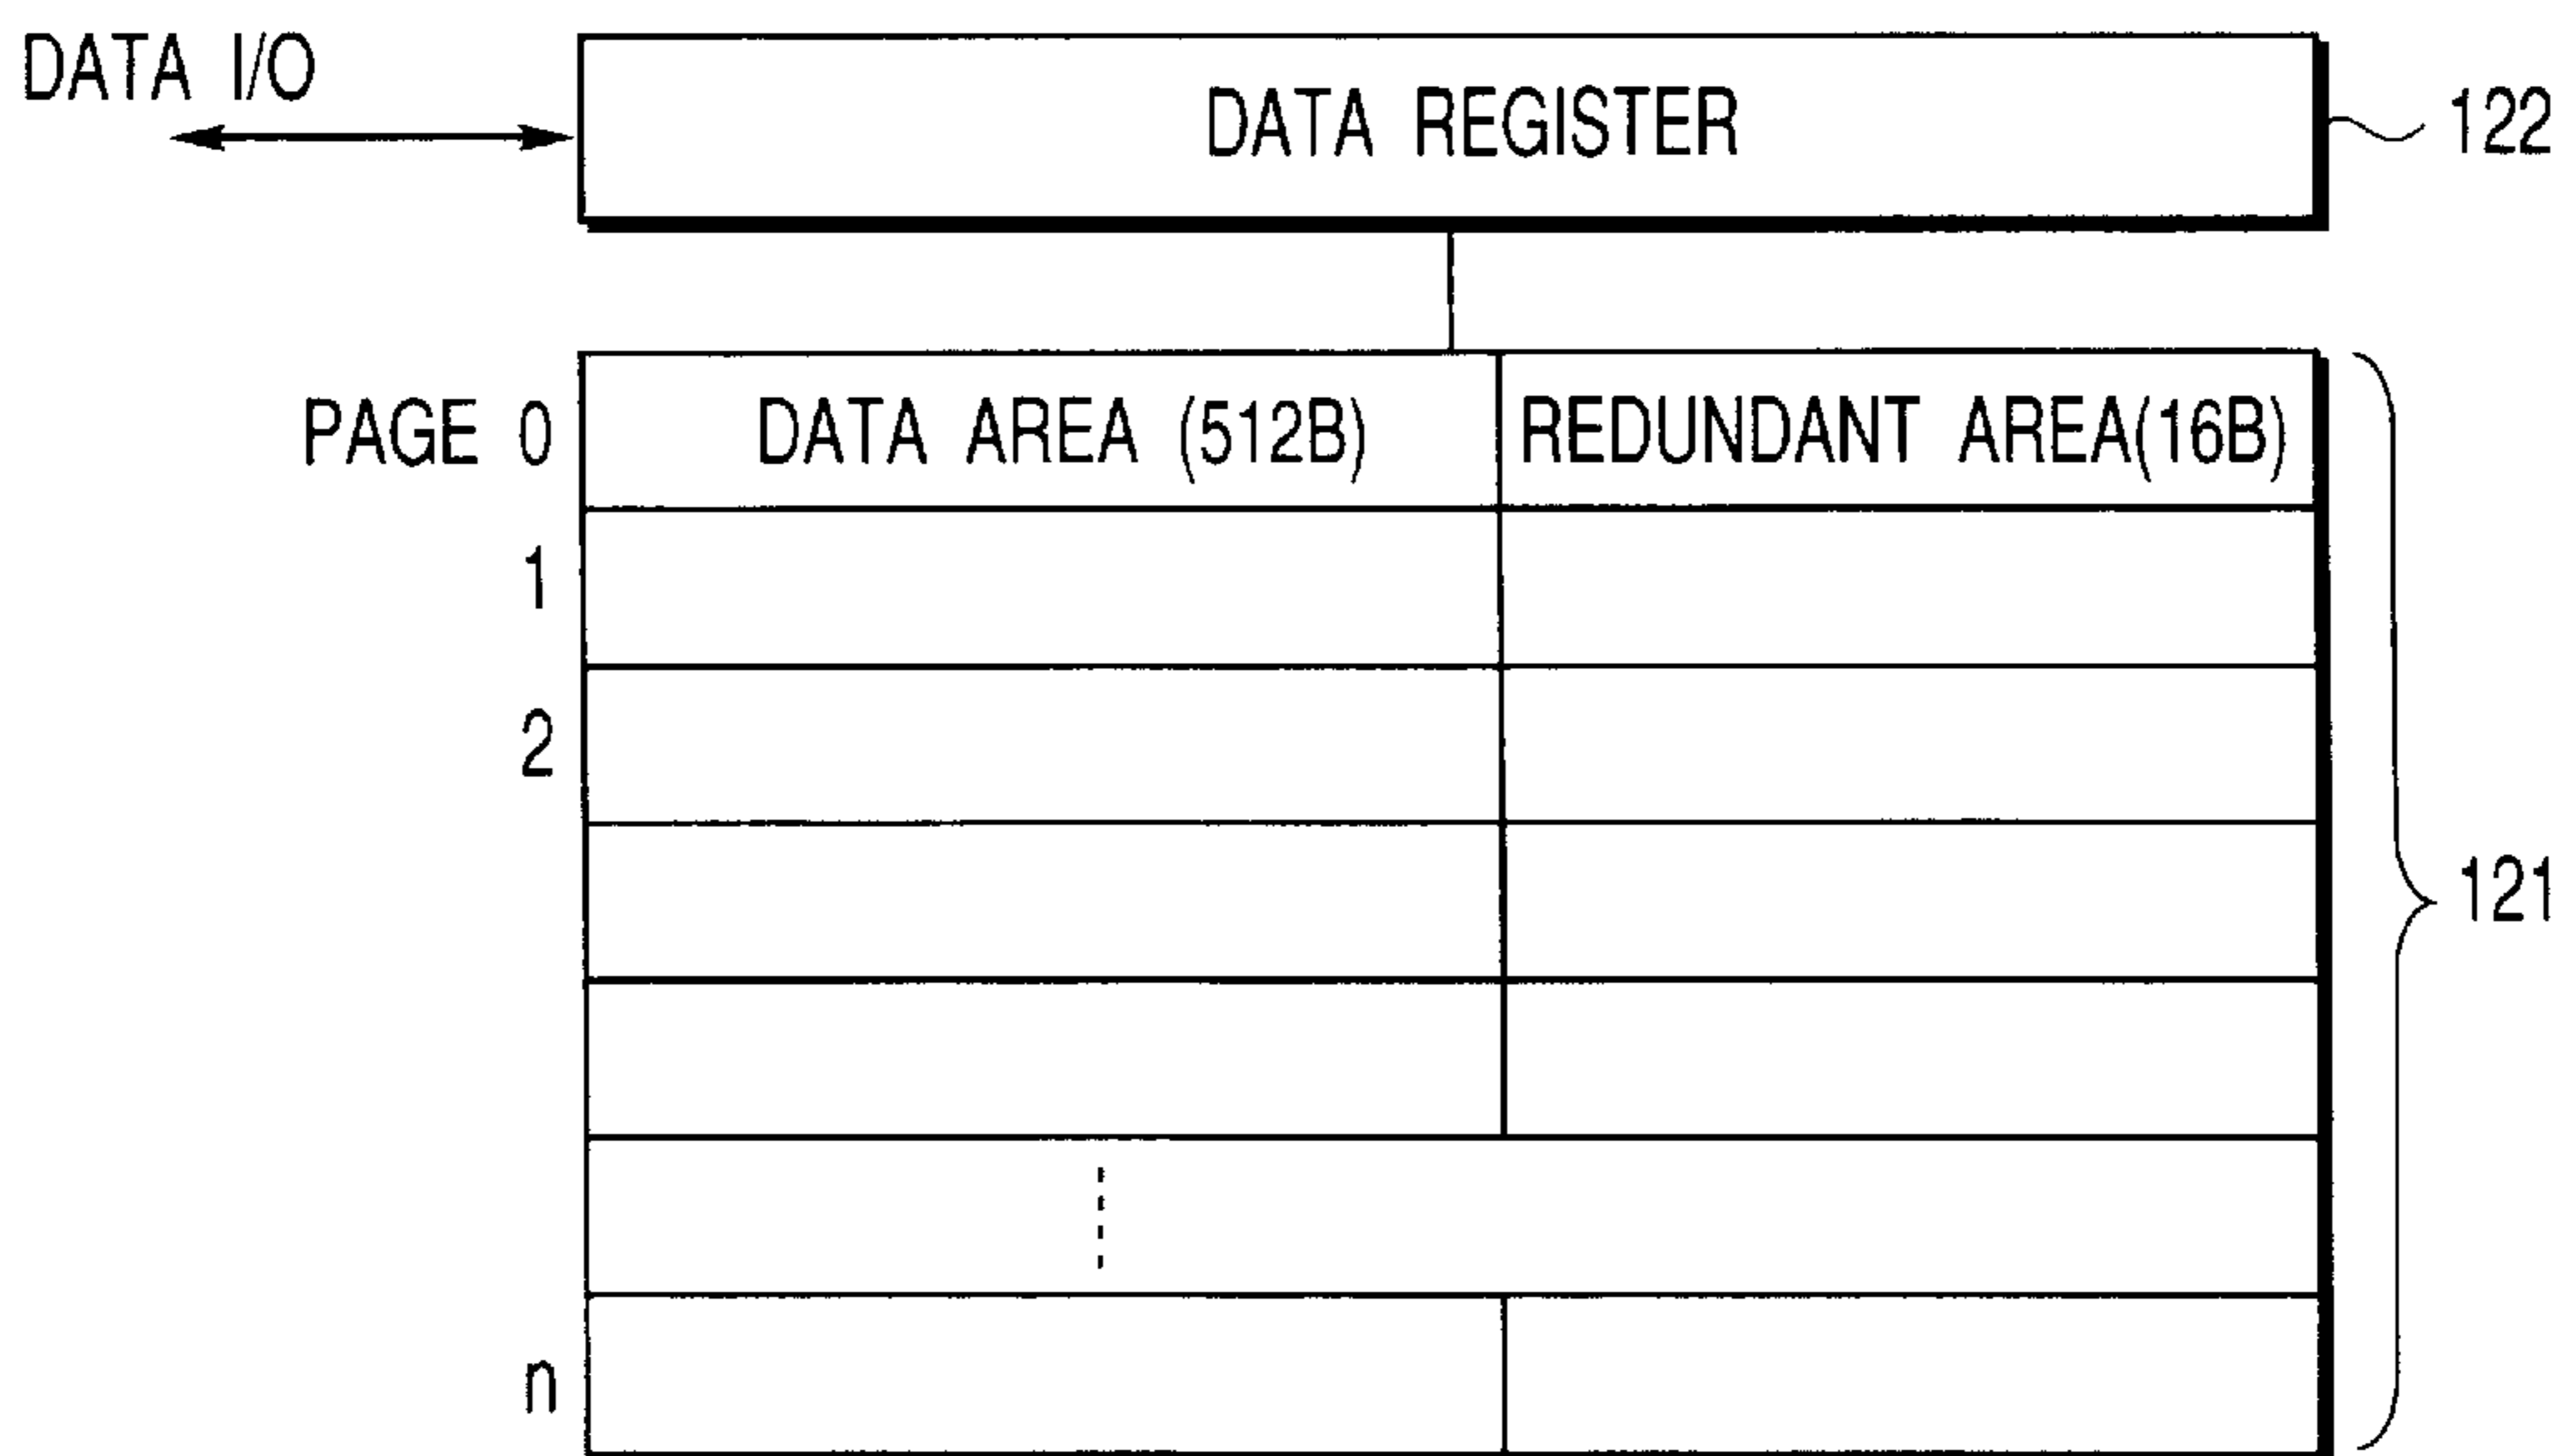 DATA I/O
DATA REGISTER
122
PAGE 0
DATA AREA (512B)
REDUNDANT AREA(16B)
1
2
121
n